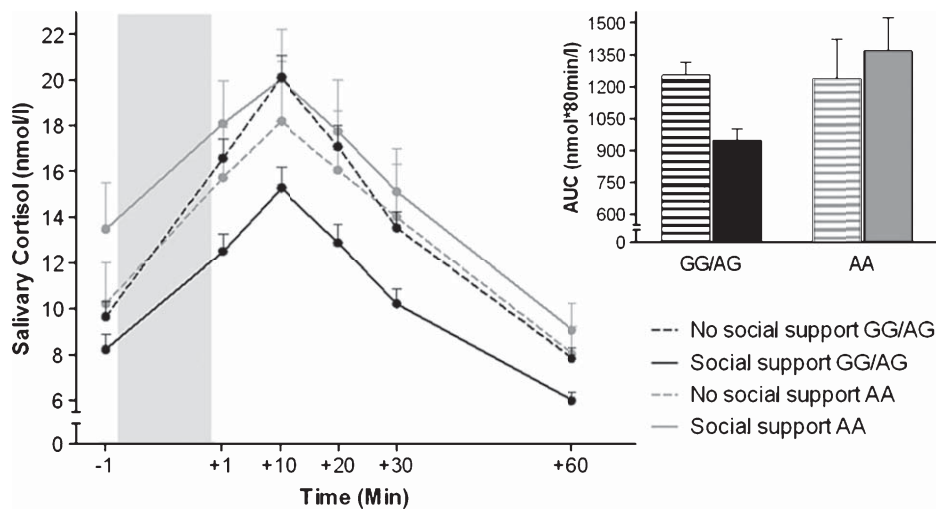 22
20
18
16
14
12
10
8
6
0
Salivary Cortisol (nmol/l)
-1
+1
+10
+20
+30
+60
Time (Min)
1500
1350
1200
1050
900
750
600
0
AUC (nmol*80min/l)
GG/AG
AA
No social support GG/AG
Social support GG/AG
No social support AA
Social support AA